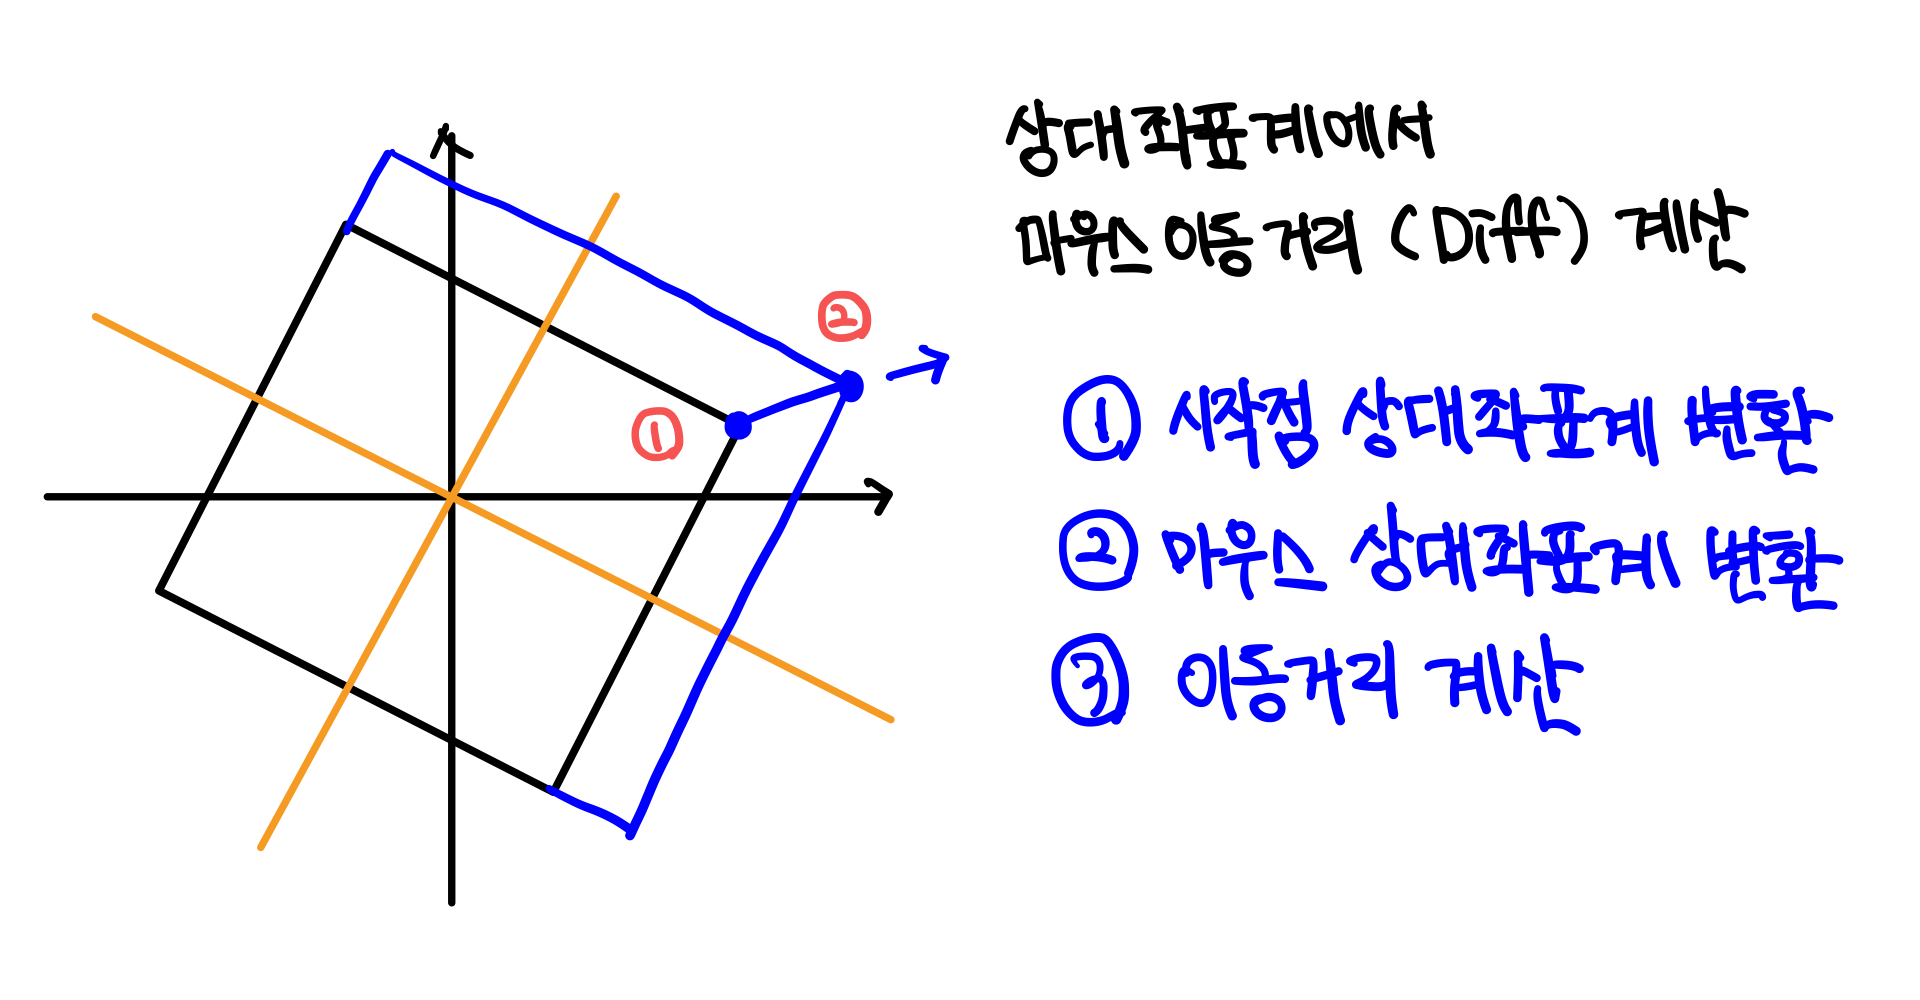 상대좌표계에서
마우스이동거리 (Diff) 계산
① 시작점 상대좌표계 변환
② 마우스 상대좌표계 변환
③ 이동거리 계산
②
①